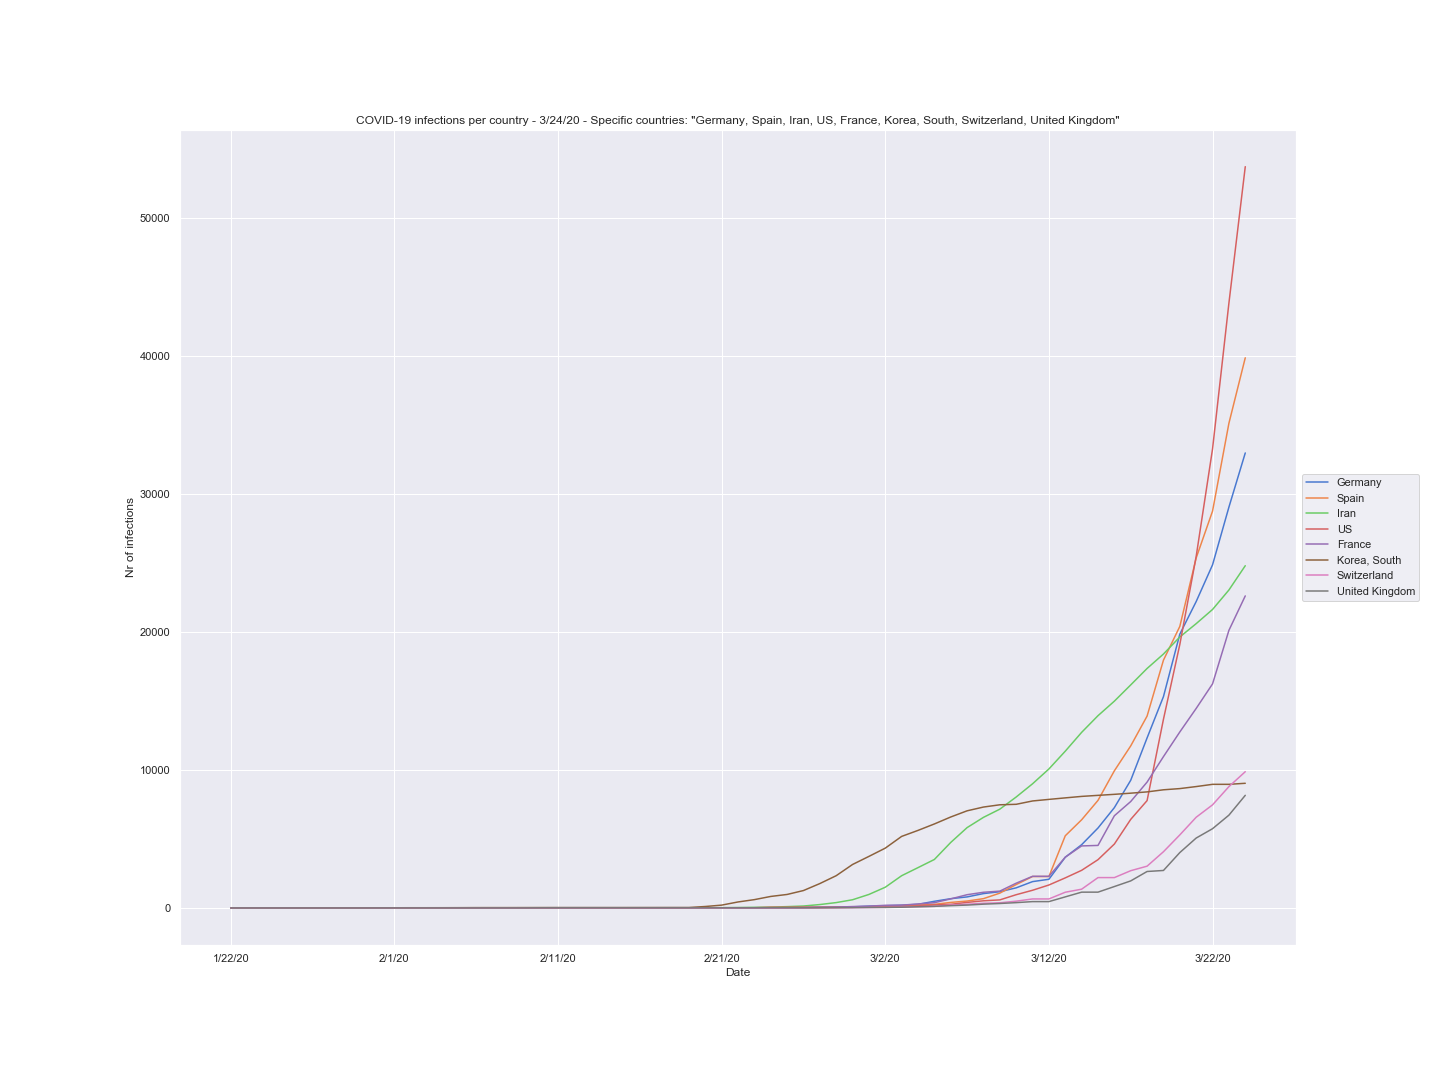 COVID-19 infections per country - 3/24/20 - Specific countries: "Germany, Spain, Iran, US, France, Korea, South, Switzerland, United Kingdom"
50000
40000
30000
20000
10000
0
Nr of infections
1/22/20
2/1/20
2/11/20
2/21/20
3/2/20
3/12/20
3/22/20
Date
Germany
Spain
Iran
US
France
Korea, South
Switzerland
United Kingdom